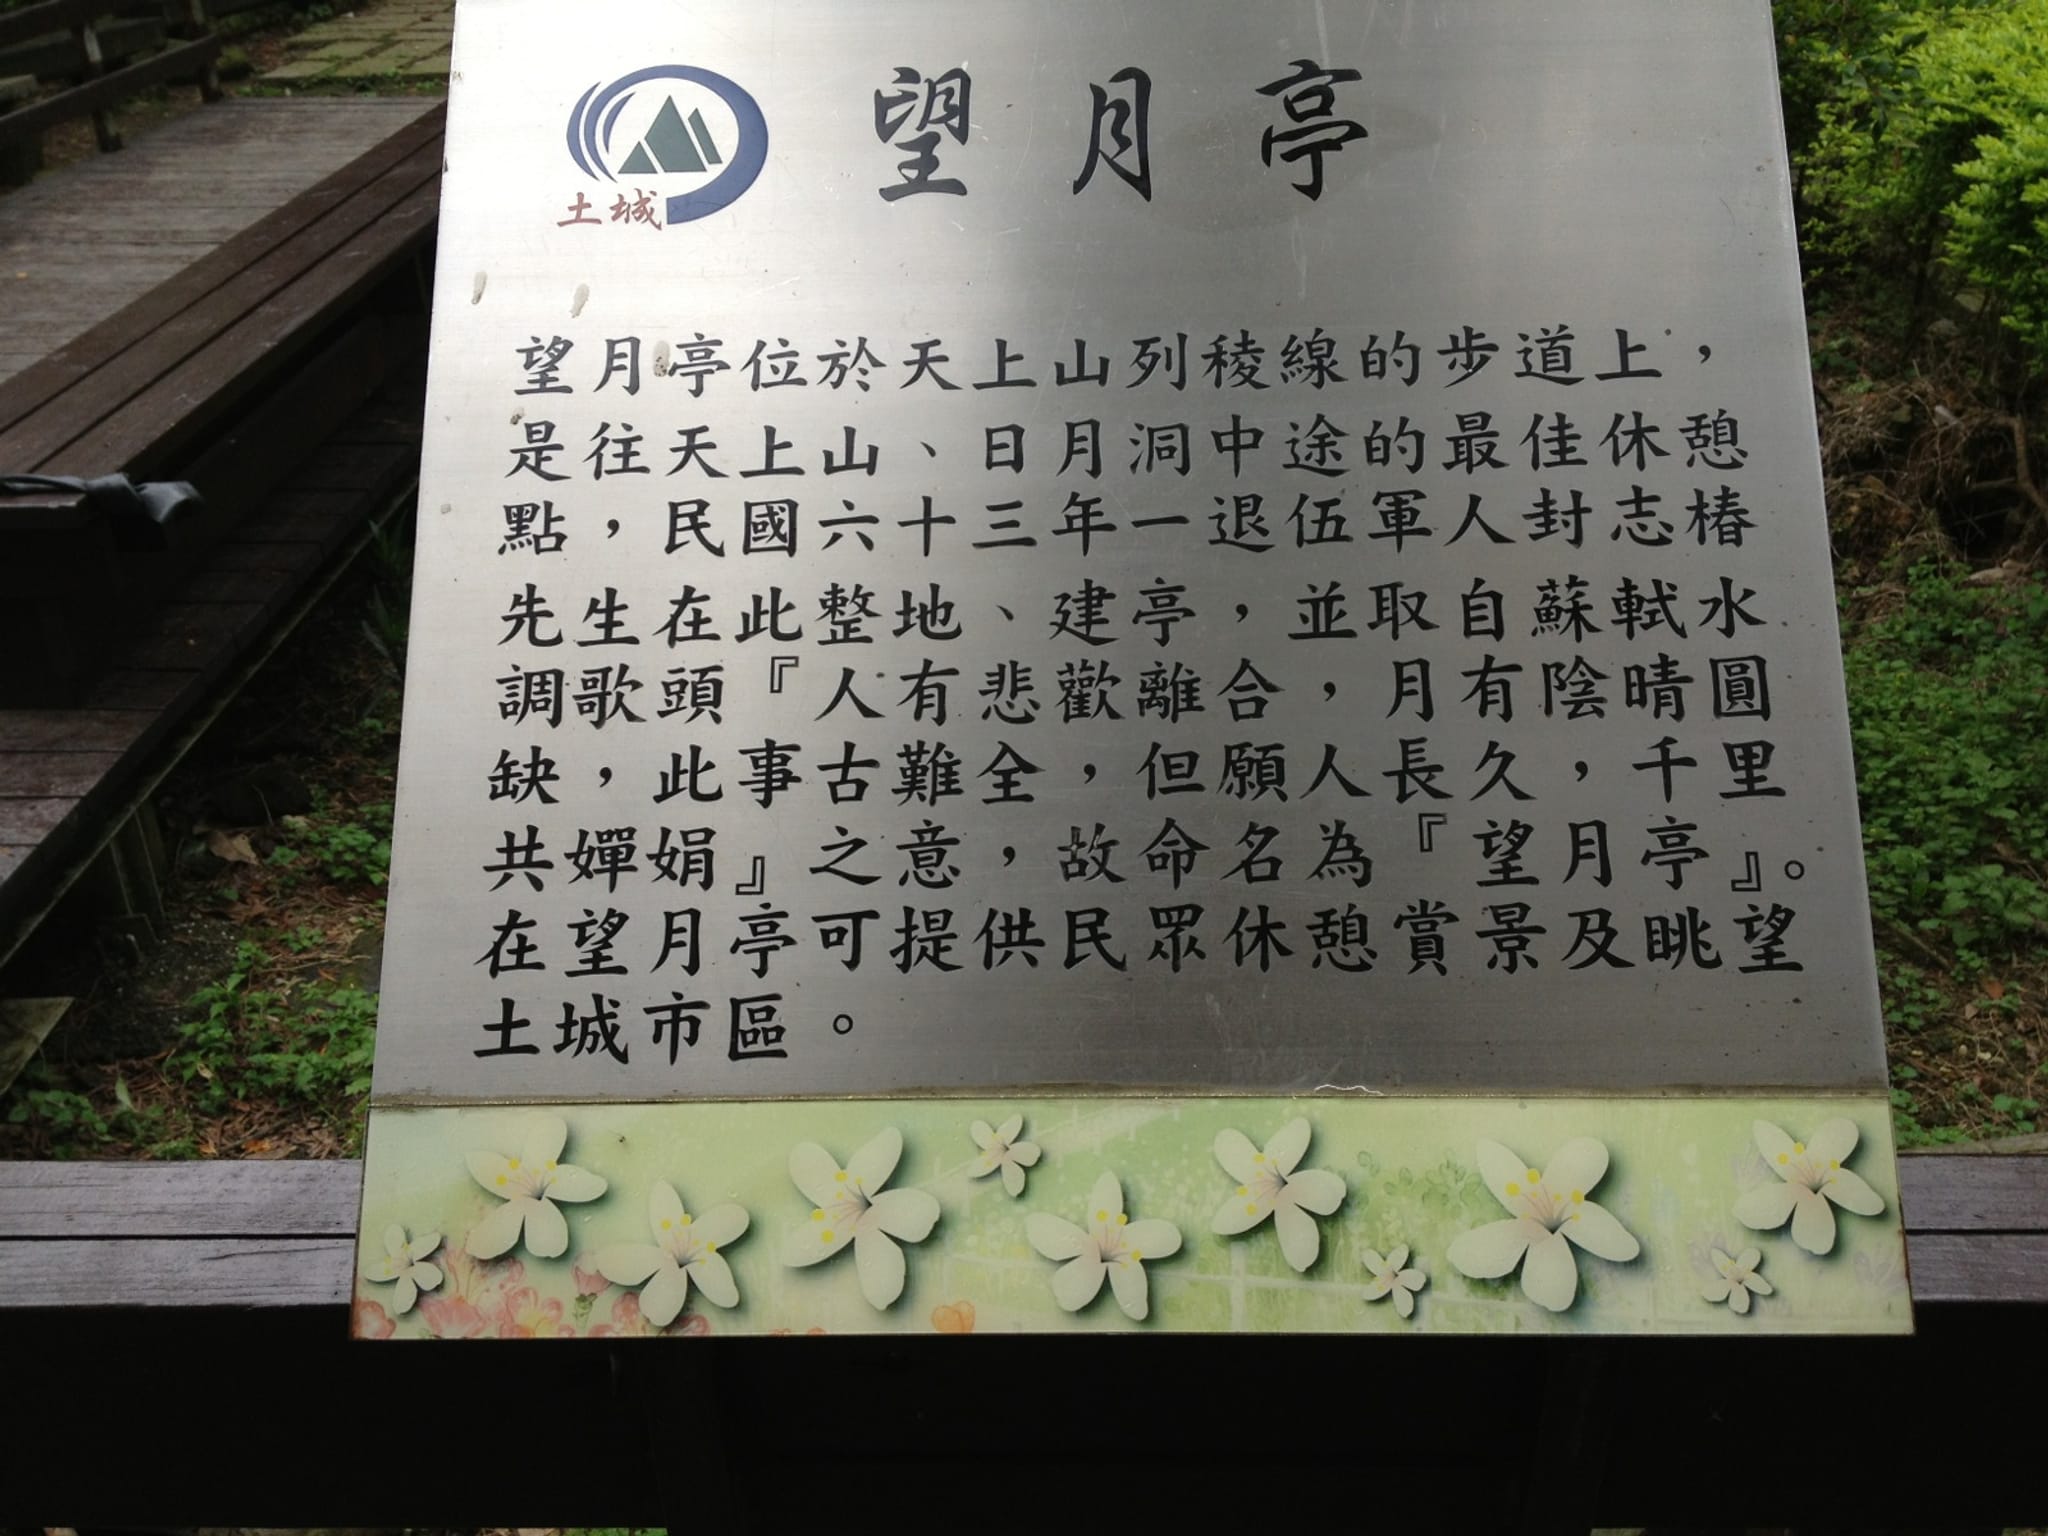 望月亭
土城
望月亭位於天上山列稜線的步道上，
是往天上山、日月洞中途的最佳休憩
點，民國六十三年一退伍軍人封志椿
先生在此整地、建亭，並取自蘇軾水
調歌頭『人有悲歡離合，月有陰晴圓
缺，此事古難全，但願人長久，千里
共嬋娟』之意，故命名為『望月亭』。
在望月亭可提供民眾休憩賞景及眺望
土城市區。